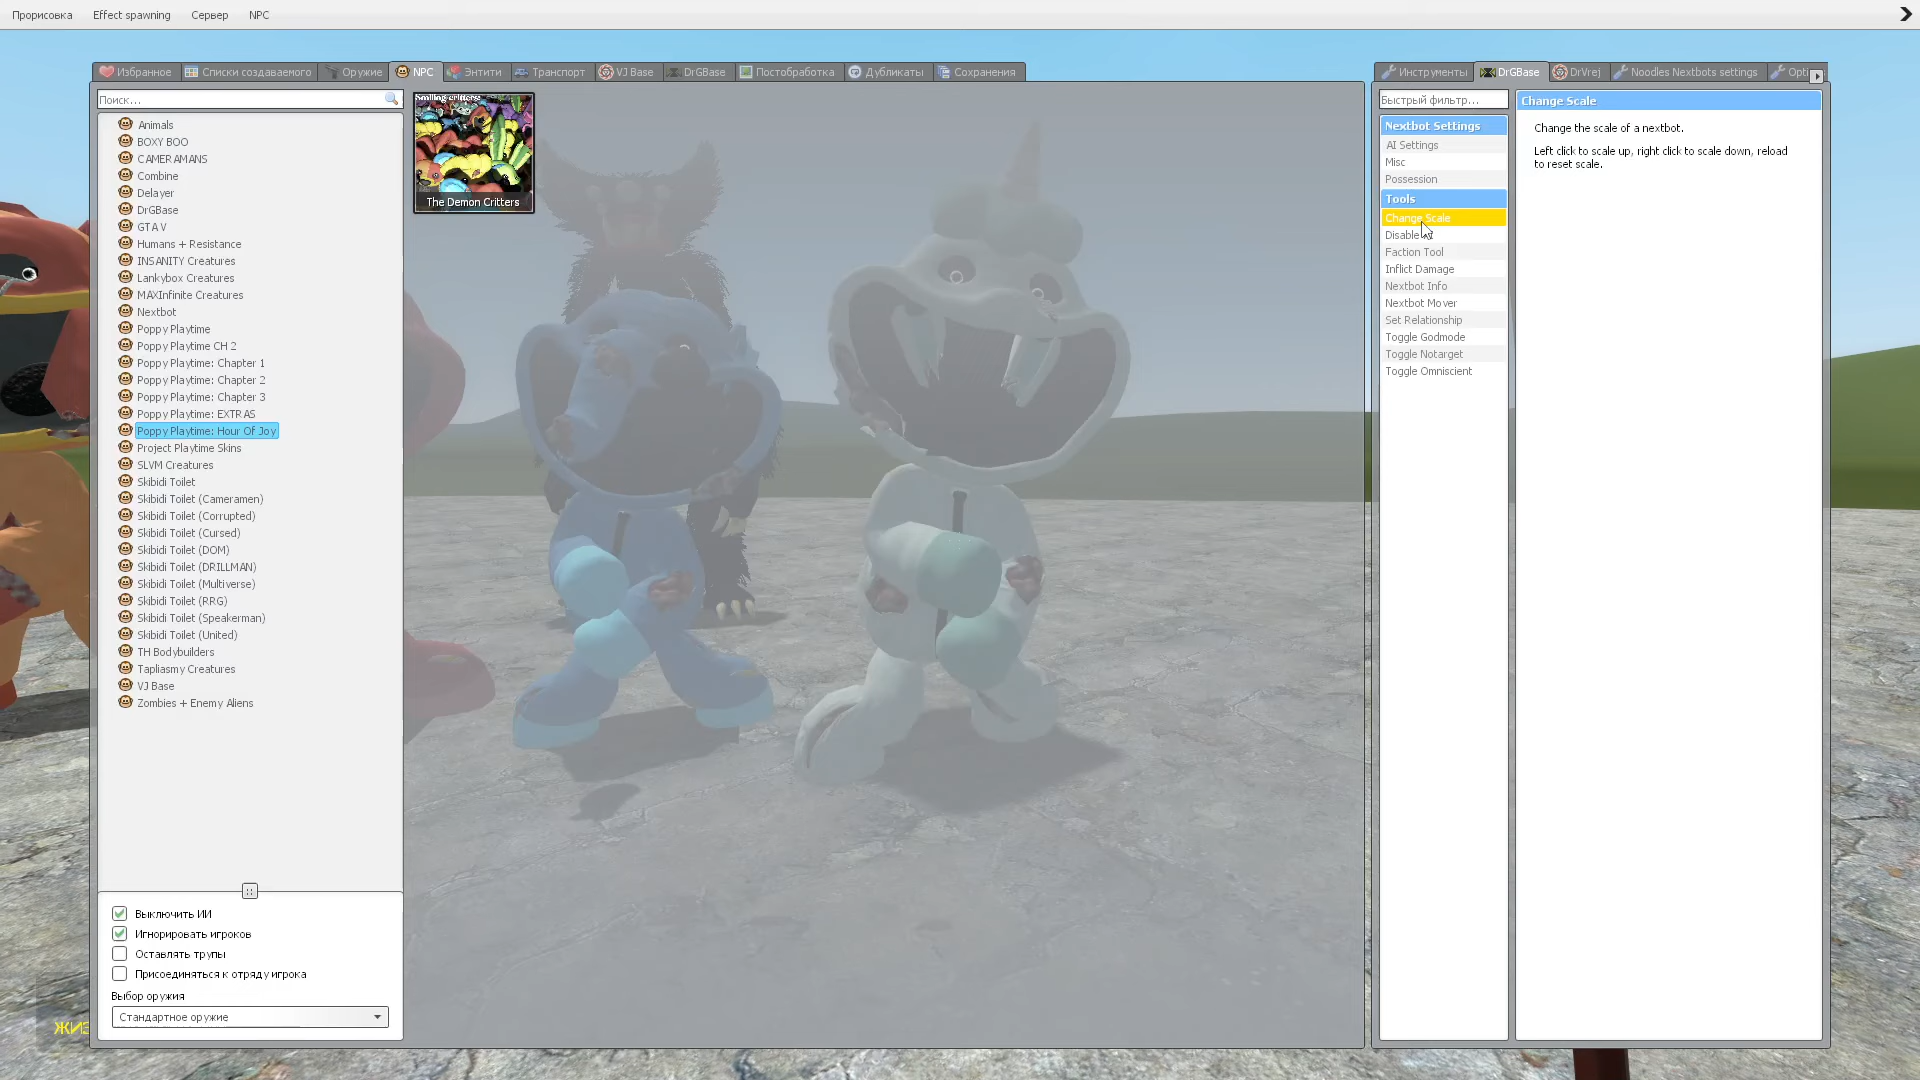 Прорисовка Effect spawning Сервер NPC
Избранное Списки создаваемого Оружие NPC Энтити Транспорт VJ Base DrGBase Постобработка Дубликаты Сохранения
Поиск...
Animals
BOXY BOO
CAMERAMANS
Combine
Delayer
DrGBase
GTA V
Humans + Resistance
INSANITY Creatures
Lankybox Creatures
MAXInfinite Creatures
Nextbot
Poppy Playtime
Poppy Playtime CH 2
Poppy Playtime: Chapter 1
Poppy Playtime: Chapter 2
Poppy Playtime: Chapter 3
Poppy Playtime: EXTRAS
Poppy Playtime: Hour Of Joy
Project Playtime Skins
SLVM Creatures
Skibidi Toilet
Skibidi Toilet (Cameramen)
Skibidi Toilet (Corrupted)
Skibidi Toilet (Cursed)
Skibidi Toilet (DOM)
Skibidi Toilet (DRILLMAN)
Skibidi Toilet (Multiverse)
Skibidi Toilet (RRG)
Skibidi Toilet (Speakerman)
Skibidi Toilet (United)
TH Bodybuilders
Tapliasmy Creatures
VJ Base
Zombies + Enemy Aliens
Выключить ИИ
Игнорировать игроков
Оставлять трупы
Присоединяться к отряду игрока
Выбор оружия
Стандартное оружие
ЖИЗ
Smiling critters
The Demon Critters
Инструменты DrGBase DrVrej Noodles Nextbots settings Opti
Быстрый фильтр...
Nextbot Settings
AI Settings
Misc
Possession
Tools
Change Scale
Disable
Faction Tool
Inflict Damage
Nextbot Info
Nextbot Mover
Set Relationship
Toggle Godmode
Toggle Notarget
Toggle Omniscient
Change Scale
Change the scale of a nextbot.
Left click to scale up, right click to scale down, reload
to reset scale.